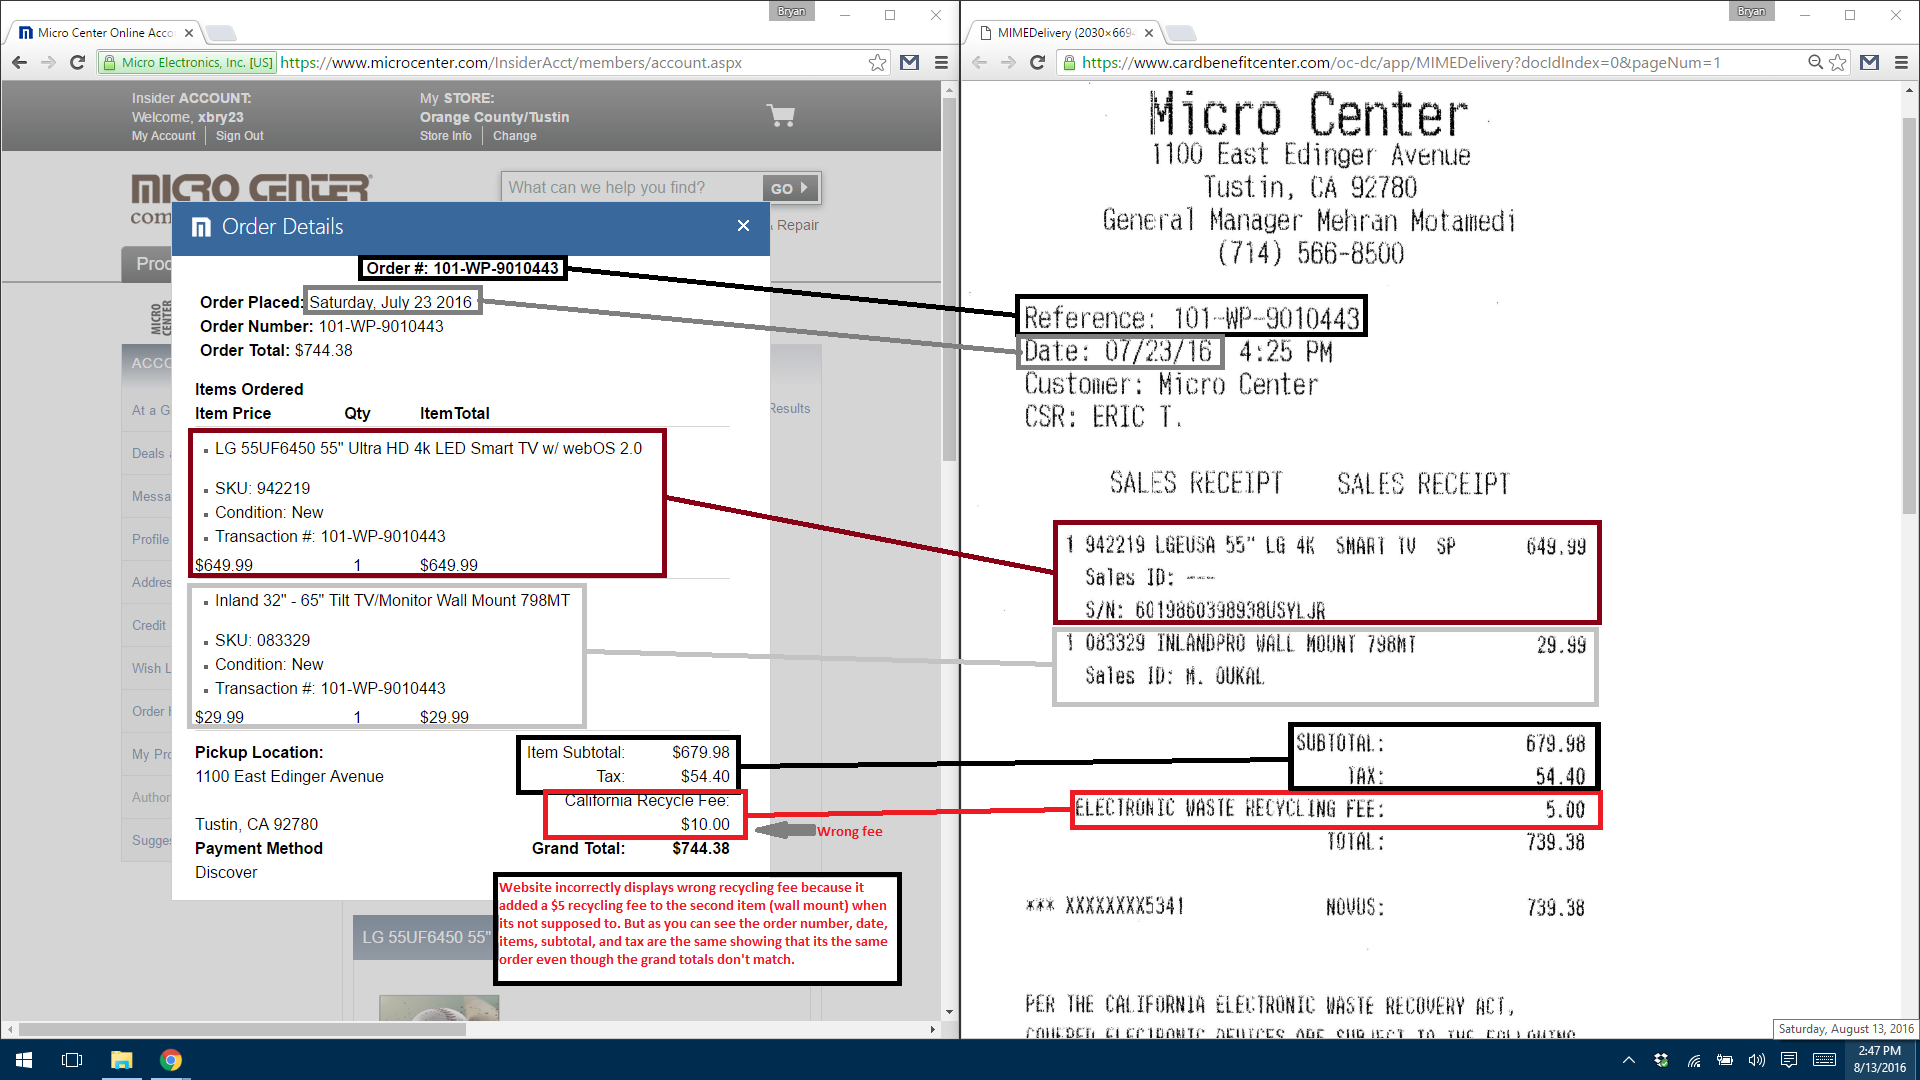 Bryan
Micro Center Online Acco
Micro Electronics, Inc. [US] https://www.microcenter.com/InsiderAcct/members/account.aspx
Insider ACCOUNT:
Welcome, xbry23
My Account | Sign Out
My STORE:
Orange County/Tustin
Store Info | Change
MICRO CENTER
com
What can we help you find?
GO
Repair
Prod
MICRO CENTER
ACCO
At a G
Deals
Messa
Profile
Addres
Credit
Wish L
Order
My Pro
Author
Sugges
Results
Order Details
Order #: 101-WP-9010443
Order Placed: Saturday, July 23 2016
Order Number: 101-WP-9010443
Order Total: $744.38
Items Ordered
Item Price Qty ItemTotal
LG 55UF6450 55" Ultra HD 4k LED Smart TV w/ webOS 2.0
SKU: 942219
Condition: New
Transaction #: 101-WP-9010443
$649.99 1 $649.99
Inland 32" - 65" Tilt TV/Monitor Wall Mount 798MT
SKU: 083329
Condition: New
Transaction #: 101-WP-9010443
$29.99 1 $29.99
Pickup Location:
1100 East Edinger Avenue
Tustin, CA 92780
Payment Method
Discover
Item Subtotal: $679.98
Tax: $54.40
California Recycle Fee:
$10.00
Wrong fee
Grand Total: $744.38
Website incorrectly displays wrong recycling fee because it
added a $5 recycling fee to the second item (wall mount) when
its not supposed to. But as you can see the order number, date,
items, subtotal, and tax are the same showing that its the same
order even though the grand totals don't match.
LG 55UF6450 55"
Bryan
MIMEDelivery (2030×669
https://www.cardbenefitcenter.com/oc-dc/app/MIMEDelivery?docIdIndex=0&pageNum=1
Micro Center
1100 East Edinger Avenue
Tustin, CA 92780
General Manager Mehran Motamedi
(714) 566-8500
Reference: 101-WP-9010443
Date: 07/23/16 4:25 PM
Customer: Micro Center
CSR: ERIC T.
SALES RECEIPT SALES RECEIPT
1 942219 LGEUSA 55" LG 4K SMART TV SP 649.99
Sales ID: ---
S/N: 6019860398938USYLJR
1 083329 INLANDPRO WALL MOUNT 798MT 29.99
Sales ID: M. OUKAL
SUBTOTAL: 679.98
TAX: 54.40
ELECTRONIC WASTE RECYCLING FEE: 5.00
TOTAL: 739.38
*** XXXXXXXX5341 NOVUS: 739.38
PER THE CALIFORNIA ELECTRONIC WASTE RECOVERY ACT,
COVERED ELECTRONIC DEVICES ARE SUBJECT TO THE FOLLOWING
Saturday, August 13, 2016
2:47 PM
8/13/2016